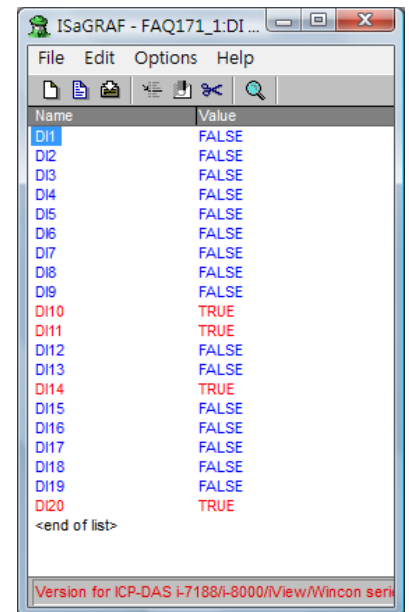 ISaGRAF - FAQ171_1:DI ...
File Edit Options Help
Name Value
DI1 FALSE
DI2 FALSE
DI3 FALSE
DI4 FALSE
DI5 FALSE
DI6 FALSE
DI7 FALSE
DI8 FALSE
DI9 FALSE
DI10 TRUE
DI11 TRUE
DI12 FALSE
DI13 FALSE
DI14 TRUE
DI15 FALSE
DI16 FALSE
DI17 FALSE
DI18 FALSE
DI19 FALSE
DI20 TRUE
<end of list>
Version for ICP-DAS i-7188/i-8000/iView/Wincon seri